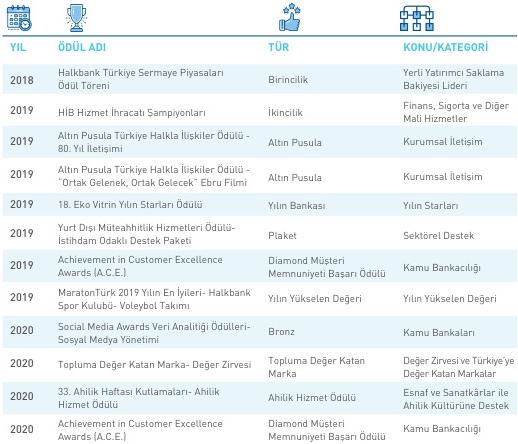 YIL ÖDÜL ADI TÜR KONU/KATEGORİ
2018 Halkbank Türkiye Sermaye Piyasaları Ödül Töreni Birincilik Yerli Yatırımcı Saklama Bakiyesi Lideri
2019 HİB Hizmet İhracatı Şampiyonları İkincilik Finans, Sigorta ve Diğer Mali Hizmetler
2019 Altın Pusula Türkiye Halkla İlişkiler Ödülü - 80. Yıl İletişimi Altın Pusula Kurumsal İletişim
2019 Altın Pusula Türkiye Halkla İlişkiler Ödülü - "Ortak Gelenek, Ortak Gelecek" Ebru Filmi Altın Pusula Kurumsal İletişim
2019 18. Eko Vitrin Yılın Starları Ödülü Yılın Bankası Yılın Starları
2019 Yurt Dışı Müteahhitlik Hizmetleri Ödülü- İstihdam Odaklı Destek Paketi Plaket Sektörel Destek
2019 Achievement in Customer Excellence Awards (A.C.E.) Diamond Müşteri Memnuniyeti Başarı Ödülü Kamu Bankacılığı
2019 MaratonTürk 2019 Yılın En İyileri- Halkbank Spor Kulubü- Voleybol Takımı Yılın Yükselen Değeri Yılın Yükselen Değeri
2020 Social Media Awards Veri Analitiği Ödülleri- Sosyal Medya Yönetimi Bronz Kamu Bankaları
2020 Topluma Değer Katan Marka- Değer Zirvesi Topluma Değer Katan Marka Değer Zirvesi ve Türkiye'ye Değer Katan Markalar
2020 33. Ahilik Haftası Kutlamaları- Ahilik Hizmet Ödülü Ahilik Hizmet Ödülü Esnaf ve Sanatkârlar ile Ahilik Kültürüne Destek
2020 Achievement in Customer Excellence Awards (A.C.E.) Diamond Müşteri Memnuniyeti Başarı Ödülü Kamu Bankacılığı